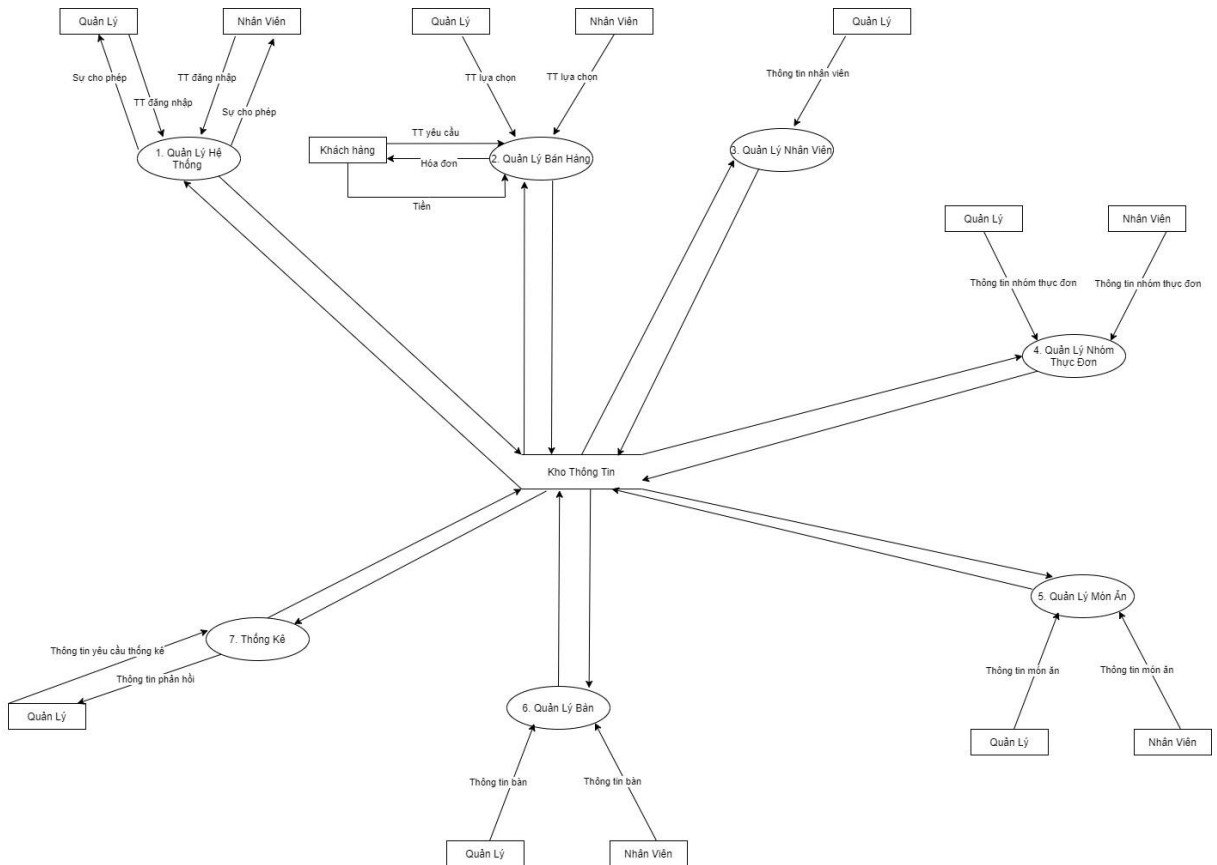 Quản Lý
Nhân Viên
Quản Lý
Nhân Viên
Quản Lý
Sự cho phép
TT đăng nhập
TT đăng nhập
Sự cho phép
TT lựa chọn
TT lựa chọn
Thông tin nhân viên
1. Quản Lý Hệ
Thống
Khách hàng
TT yêu cầu
Hóa đơn
Tiền
2. Quản Lý Bán Hàng
3. Quản Lý Nhân Viên
Quản Lý
Nhân Viên
Thông tin nhóm thực đơn
Thông tin nhóm thực đơn
4. Quản Lý Nhóm
Thực Đơn
Kho Thông Tin
5. Quản Lý Món Ăn
7. Thống Kê
Thông tin yêu cầu thống kê
Thông tin phản hồi
Quản Lý
Thông tin món ăn
Thông tin món ăn
Quản Lý
Nhân Viên
6. Quản Lý Bán
Thông tin bàn
Thông tin bàn
Quản Lý
Nhân Viên